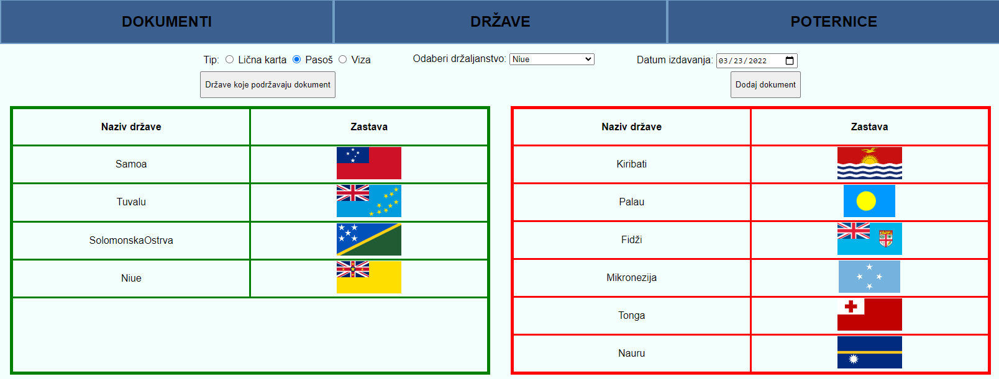 DOKUMENTI DRŽAVE POTERNICE
Tip: Lična karta Pasoš Viza Odaberi držaljanstvo: Niue Datum izdavanja: 03/23/2022
Države koje podržavaju dokument Dodaj dokument
Naziv države Zastava
Samoa
Tuvalu
SolomonskaOstrva
Niue
Naziv države Zastava
Kiribati
Palau
Fidži
Mikronezija
Tonga
Nauru